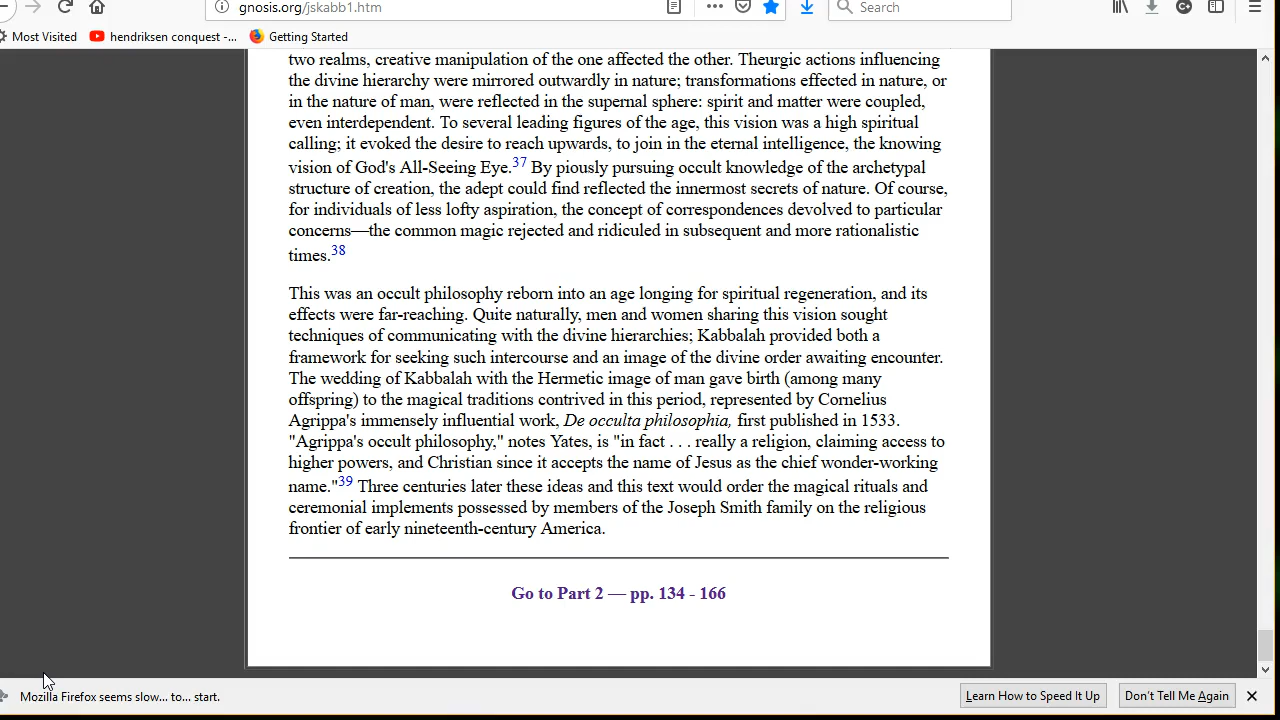 gnosis.org/jskabb1.htm
Search
Most Visited
hendriksen conquest -...
Getting Started
two realms, creative manipulation of the one affected the other. Theurgic actions influencing
the divine hierarchy were mirrored outwardly in nature; transformations effected in nature, or
in the nature of man, were reflected in the supernal sphere: spirit and matter were coupled,
even interdependent. To several leading figures of the age, this vision was a high spiritual
calling; it evoked the desire to reach upwards, to join in the eternal intelligence, the knowing
vision of God's All-Seeing Eye.37 By piously pursuing occult knowledge of the archetypal
structure of creation, the adept could find reflected the innermost secrets of nature. Of course,
for individuals of less lofty aspiration, the concept of correspondences devolved to particular
concerns—the common magic rejected and ridiculed in subsequent and more rationalistic
times.38
This was an occult philosophy reborn into an age longing for spiritual regeneration, and its
effects were far-reaching. Quite naturally, men and women sharing this vision sought
techniques of communicating with the divine hierarchies; Kabbalah provided both a
framework for seeking such intercourse and an image of the divine order awaiting encounter.
The wedding of Kabbalah with the Hermetic image of man gave birth (among many
offspring) to the magical traditions contrived in this period, represented by Cornelius
Agrippa's immensely influential work, De occulta philosophia, first published in 1533.
"Agrippa's occult philosophy," notes Yates, is "in fact . . . really a religion, claiming access to
higher powers, and Christian since it accepts the name of Jesus as the chief wonder-working
name."39 Three centuries later these ideas and this text would order the magical rituals and
ceremonial implements possessed by members of the Joseph Smith family on the religious
frontier of early nineteenth-century America.
Go to Part 2 — pp. 134 - 166
Mozilla Firefox seems slow... to... start.
Learn How to Speed It Up
Don't Tell Me Again